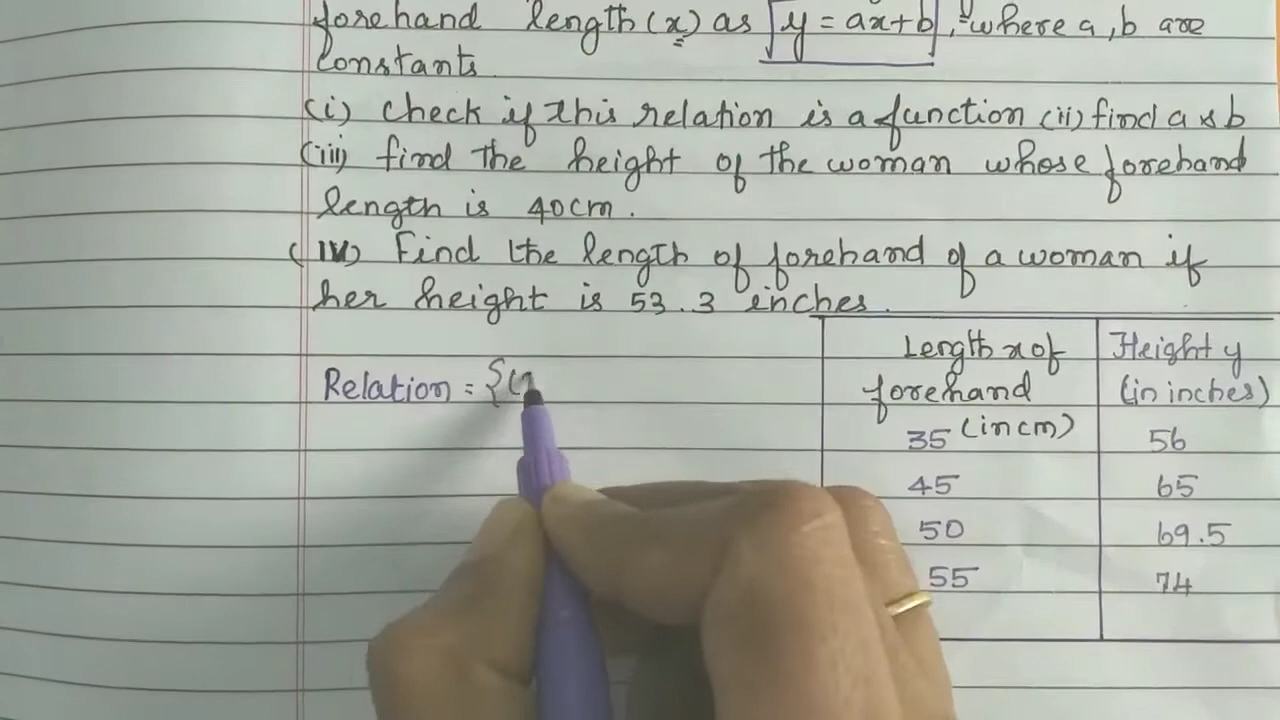 forehand length (x) as y = ax+b, where a, b are
Constants.
(i) check if this relation is a function (ii) find a & b
(iii) find the height of the woman whose forehand
length is 40cm.
(iv) Find the length of forehand of a woman if
her height is 53.3 inches.
Length x of forehand (in cm) Height y (in inches)
35 56
45 65
50 69.5
55 74
Relation = {(